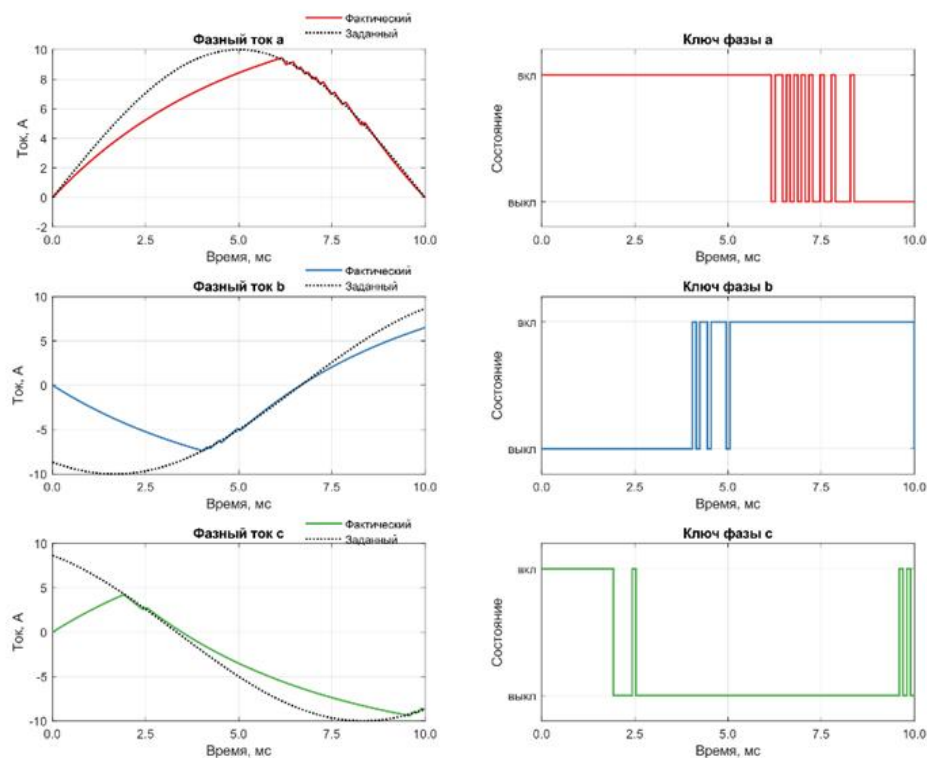 Фактический
Заданный
Фазный ток a
Ток, А
10
8
6
4
2
0
-2
0.0
2.5
5.0
7.5
10.0
Время, мс
Ключ фазы a
Состояние
вкл
выкл
0.0
2.5
5.0
7.5
10.0
Время, мс
Фактический
Заданный
Фазный ток b
Ток, А
10
5
0
-5
-10
0.0
2.5
5.0
7.5
10.0
Время, мс
Ключ фазы b
Состояние
вкл
выкл
0.0
2.5
5.0
7.5
10.0
Время, мс
Фактический
Заданный
Фазный ток c
Ток, А
10
5
0
-5
-10
0.0
2.5
5.0
7.5
10.0
Время, мс
Ключ фазы c
Состояние
вкл
выкл
0.0
2.5
5.0
7.5
10.0
Время, мс